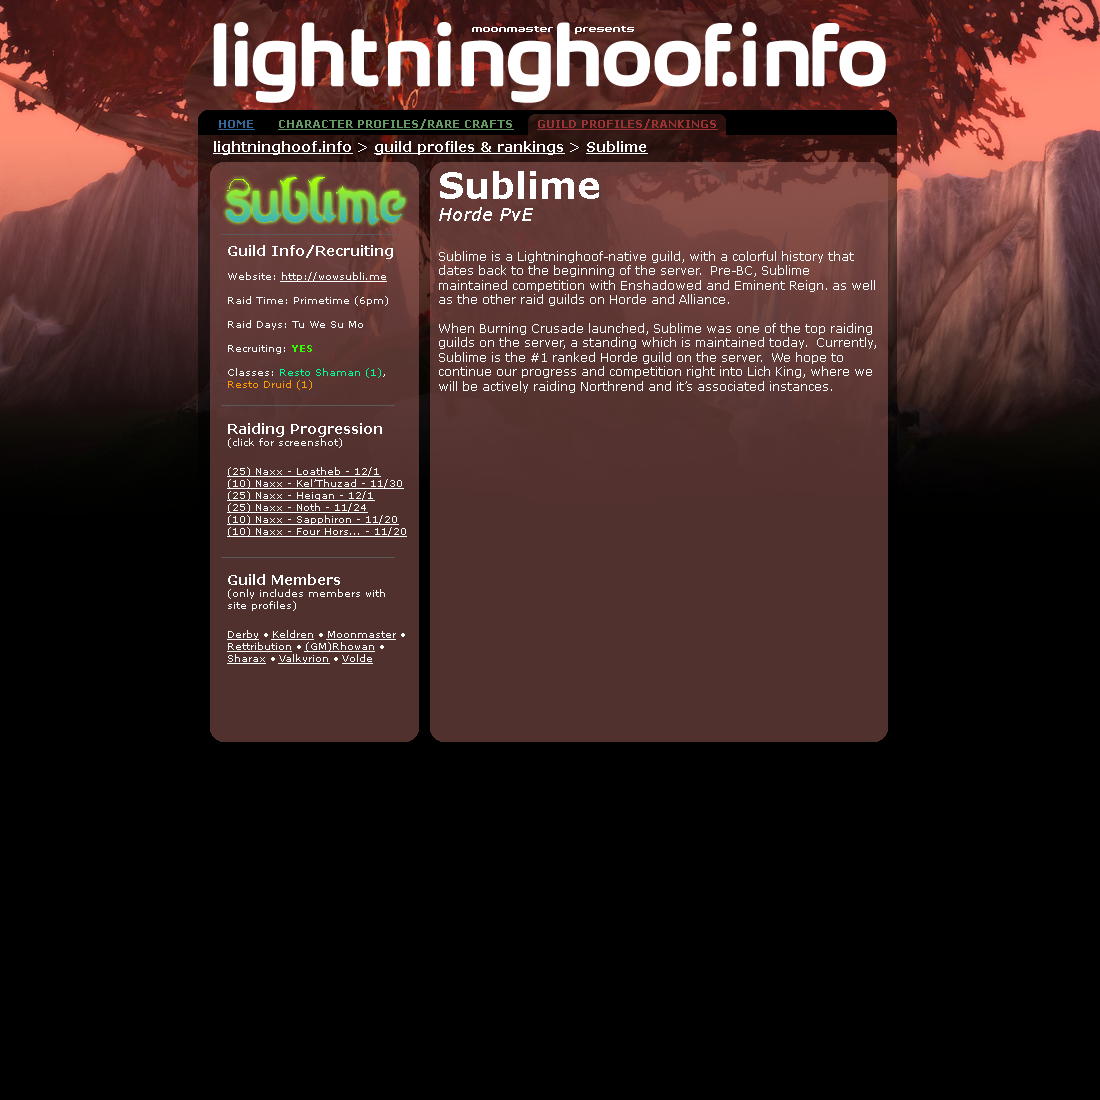 moonmaster presents
lightninghoof.info
HOME CHARACTER PROFILES/RARE CRAFTS GUILD PROFILES/RANKINGS
lightninghoof.info > guild profiles & rankings > Sublime
sublime
Guild Info/Recruiting
Website: http://wowsubli.me
Raid Time: Primetime (6pm)
Raid Days: Tu We Su Mo
Recruiting: YES
Classes: Resto Shaman (1),
Resto Druid (1)
Raiding Progression
(click for screenshot)
(25) Naxx - Loatheb - 12/1
(10) Naxx - Kel'Thuzad - 11/30
(25) Naxx - Heigan - 12/1
(25) Naxx - Noth - 11/24
(10) Naxx - Sapphiron - 11/20
(10) Naxx - Four Hors... - 11/20
Guild Members
(only includes members with
site profiles)
Derby • Keldren • Moonmaster •
Rettribution • (GM)Rhowan •
Sharax • Valkyrion • Volde
Sublime
Horde PvE
Sublime is a Lightninghoof-native guild, with a colorful history that
dates back to the beginning of the server.  Pre-BC, Sublime
maintained competition with Enshadowed and Eminent Reign. as well
as the other raid guilds on Horde and Alliance.
When Burning Crusade launched, Sublime was one of the top raiding
guilds on the server, a standing which is maintained today.  Currently,
Sublime is the #1 ranked Horde guild on the server.  We hope to
continue our progress and competition right into Lich King, where we
will be actively raiding Northrend and it's associated instances.